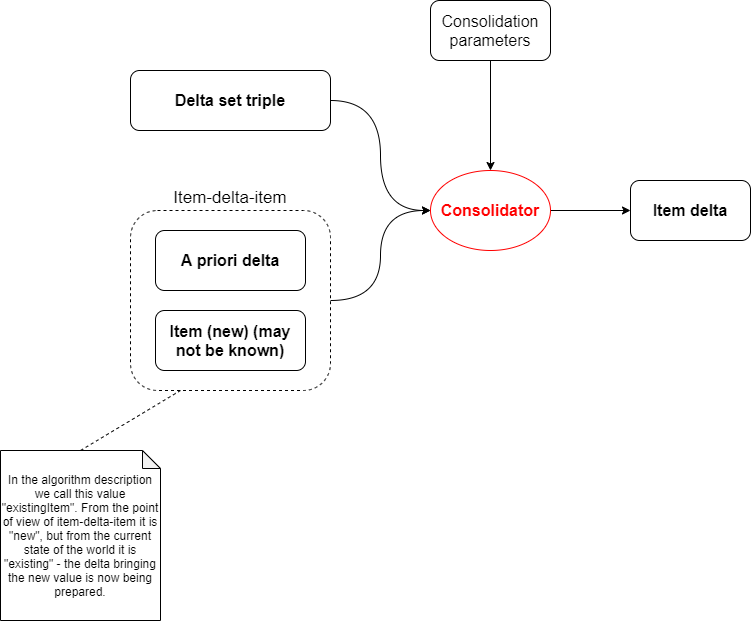 Consolidation
parameters
Delta set triple
Consolidator
Item delta
Item-delta-item
A priori delta
Item (new) (may
not be known)
In the algorithm description
we call this value
"existingItem". From the point
of view of item-delta-item it is
"new", but from the current
state of the world it is
"existing" - the delta bringing
the new value is now being
prepared.